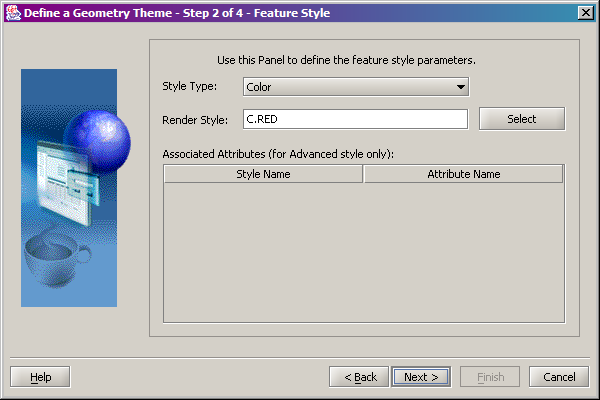 Define a Geometry Theme - Step 2 of 4 - Feature Style
Use this Panel to define the feature style parameters.
Style Type: Color
Render Style: C.RED Select
Associated Attributes (for Advanced style only):
Style Name Attribute Name
Help < Back Next > Finish Cancel